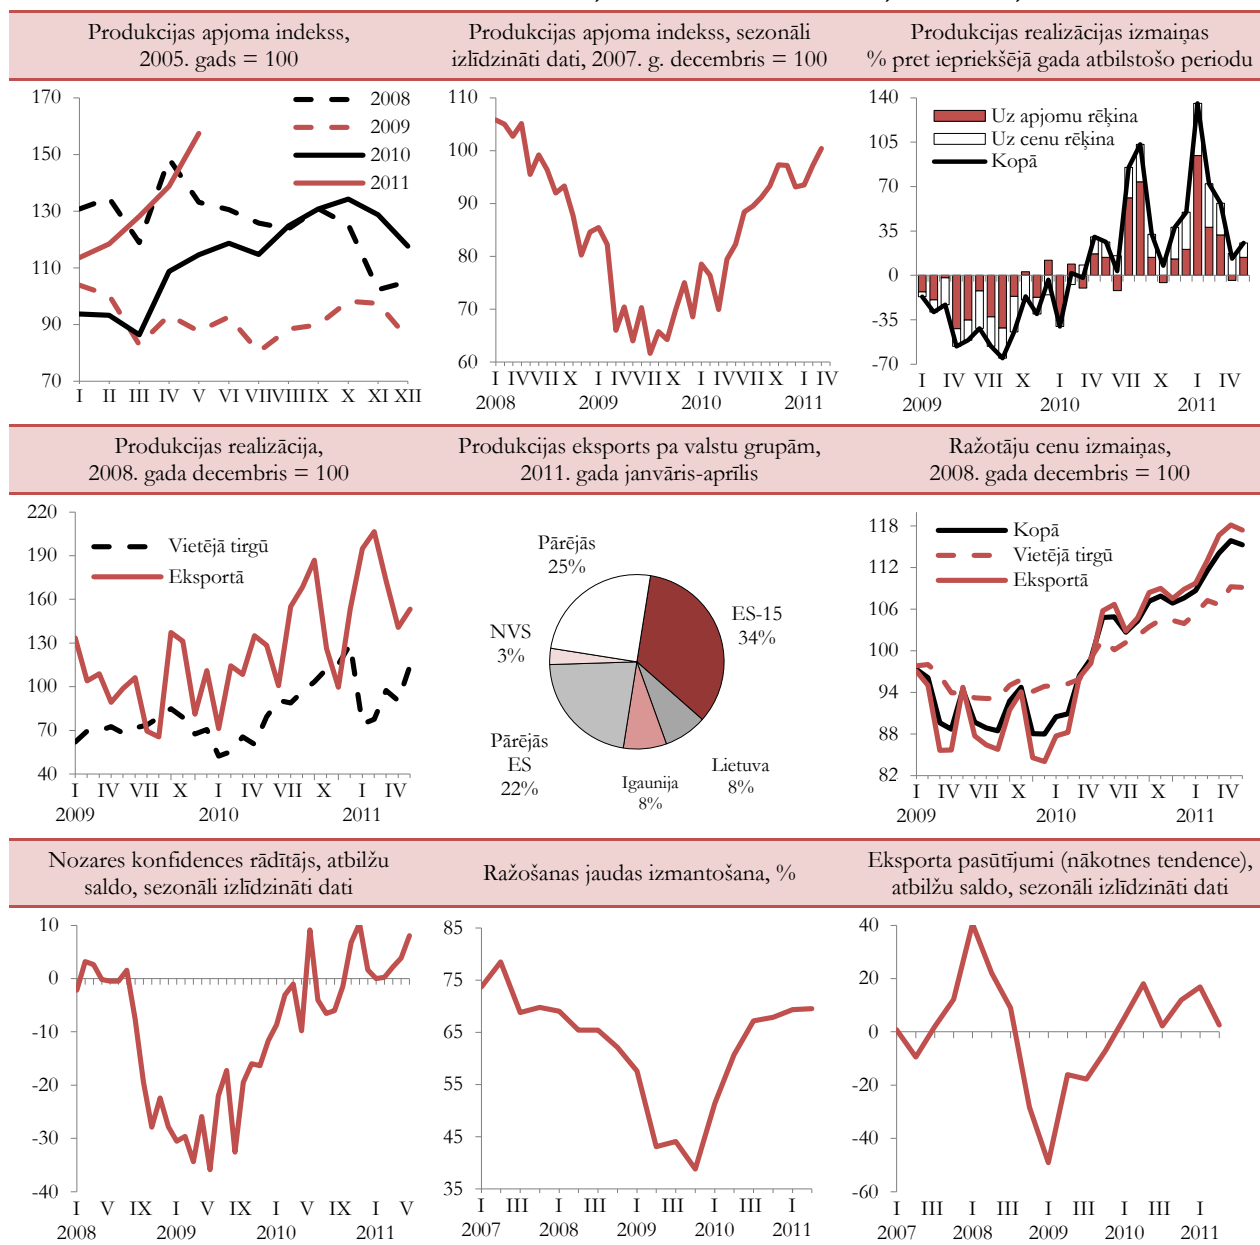 Produkcijas apjoma indekss,
2005. gads = 100
Produkcijas apjoma indekss, sezonāli
izlīdzināti dati, 2007. g. decembris = 100
Produkcijas realizācijas izmaiņas
% pret iepriekšējā gada atbilstošo periodu
170
150
130
110
90
70
2008
2009
2010
2011
I II III IV V VI VII VIII IX X XI XII
110
100
90
80
70
60
I IV VII X I IV VII X I IV VII X I IV
2008 2009 2010 2011
140
105
70
35
0
-35
-70
Uz apjomu rēķina
Uz cenu rēķina
Kopā
I IV VII X I IV VII X I IV
2009 2010 2011
Produkcijas realizācija,
2008. gada decembris = 100
Produkcijas eksports pa valstu grupām,
2011. gada janvāris-aprīlis
Ražotāju cenu izmaiņas,
2008. gada decembris = 100
220
190
160
130
100
70
40
Vietējā tirgū
Eksportā
I IV VII X I IV VII X I IV
2009 2010 2011
Pārējās
25%
ES-15
34%
NVS
3%
Pārējās
ES
22%
Igaunija
8%
Lietuva
8%
118
112
106
100
94
88
82
Kopā
Vietējā tirgū
Eksportā
I IV VII X I IV VII X I IV
2009 2010 2011
Nozares konfidences rādītājs, atbilžu
saldo, sezonāli izlīdzināti dati
Ražošanas jaudas izmantošana, %
Eksporta pasūtījumi (nākotnes tendence),
atbilžu saldo, sezonāli izlīdzināti dati
10
0
-10
-20
-30
-40
I V IX I V IX I V IX I V
2008 2009 2010 2011
85
75
65
55
45
35
I III I III I III I III I
2007 2008 2009 2010 2011
40
20
0
-20
-40
-60
I III I III I III I III I
2007 2008 2009 2010 2011